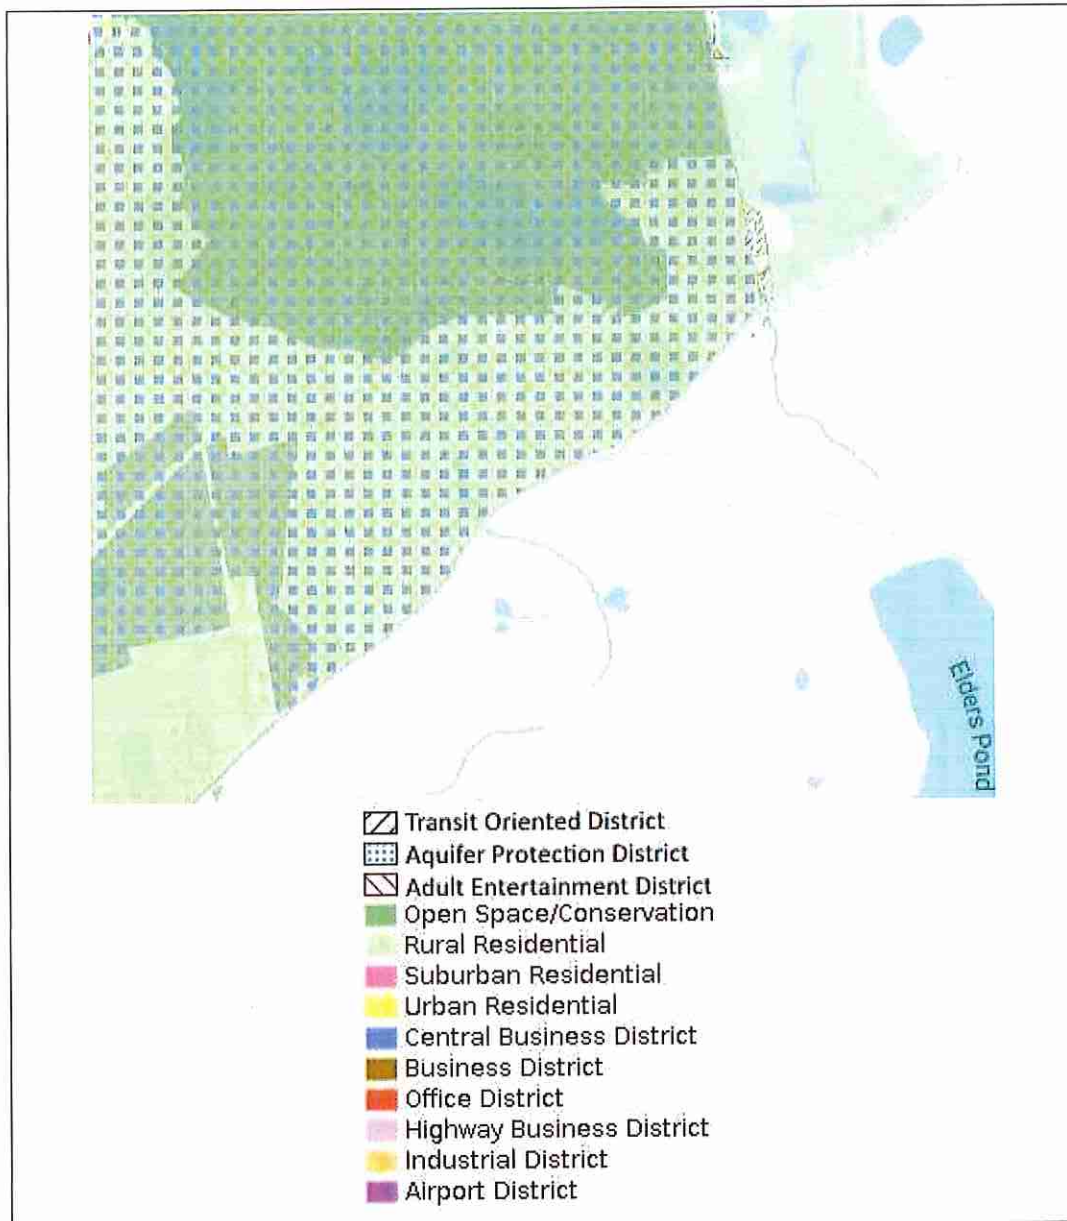 Elders Pond
Transit Oriented District
Aquifer Protection District
Adult Entertainment District
Open Space/Conservation
Rural Residential
Suburban Residential
Urban Residential
Central Business District
Business District
Office District
Highway Business District
Industrial District
Airport District